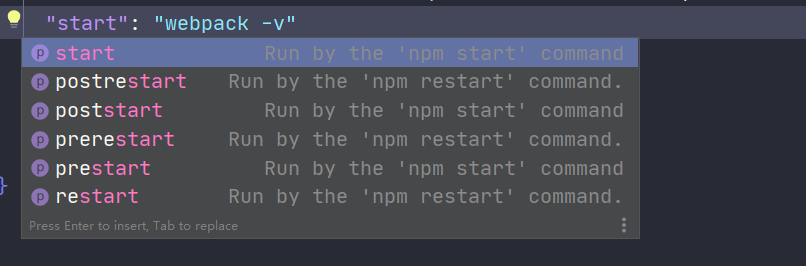 "start": "webpack -v"
p start Run by the 'npm start' command
p postrestart Run by the 'npm restart' command.
p poststart Run by the 'npm start' command
p prerestart Run by the 'npm restart' command.
p prestart Run by the 'npm start' command
p restart Run by the 'npm restart' command.
}
Press Enter to insert, Tab to replace